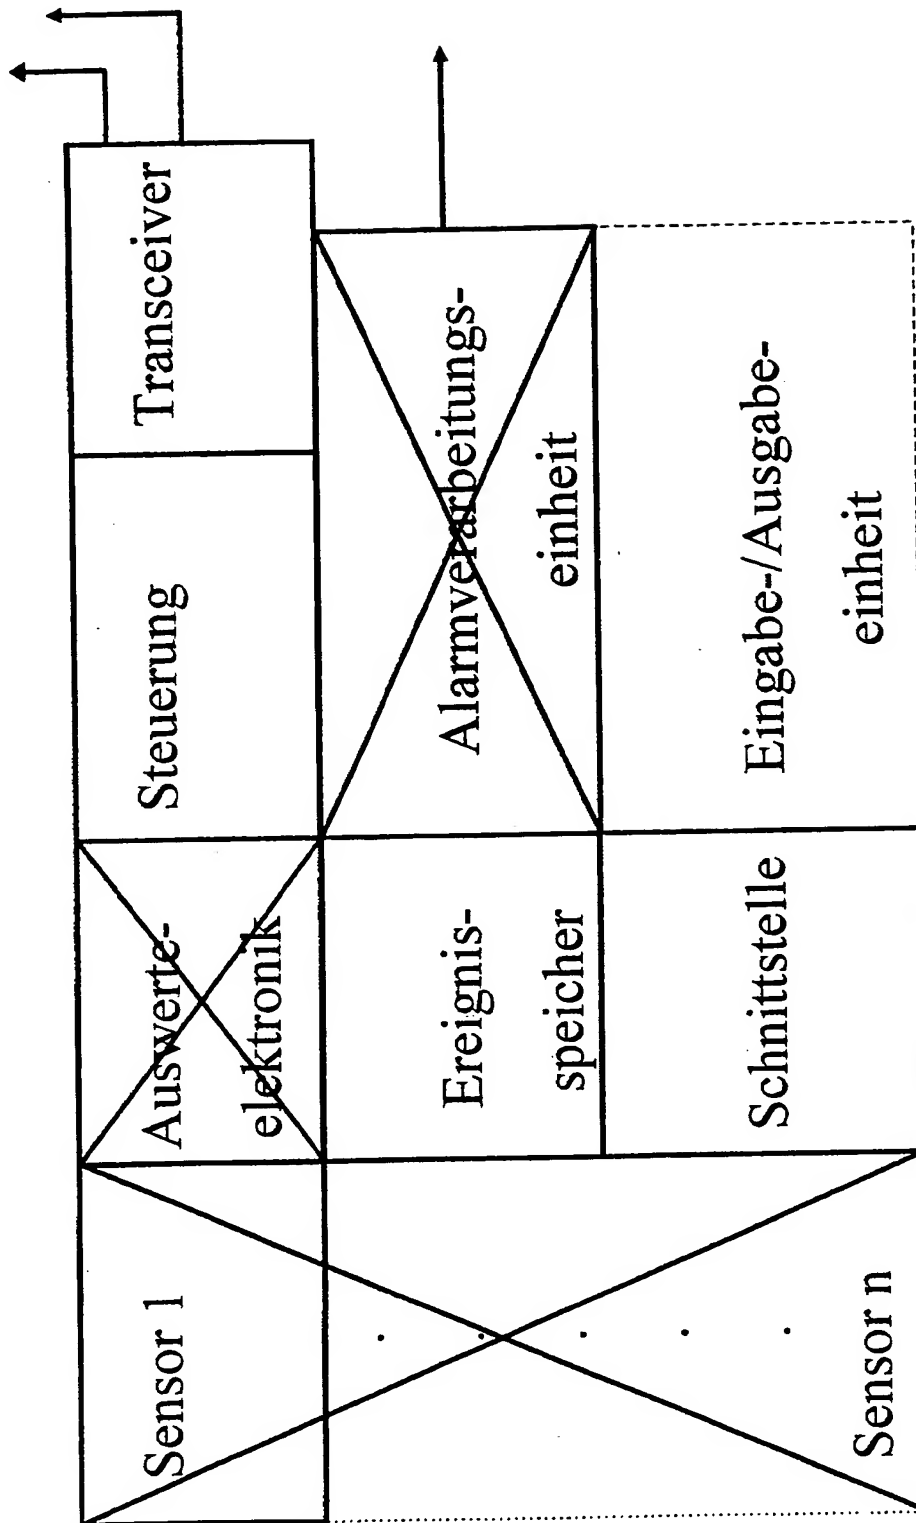 Sensor 1
Auswerte-
elektronik
Steuerung
Transceiver
Ereignis-
speicher
Alarmverarbeitungs-
einheit
Sensor n
Schnittstelle
Eingabe-/Ausgabe-
einheit